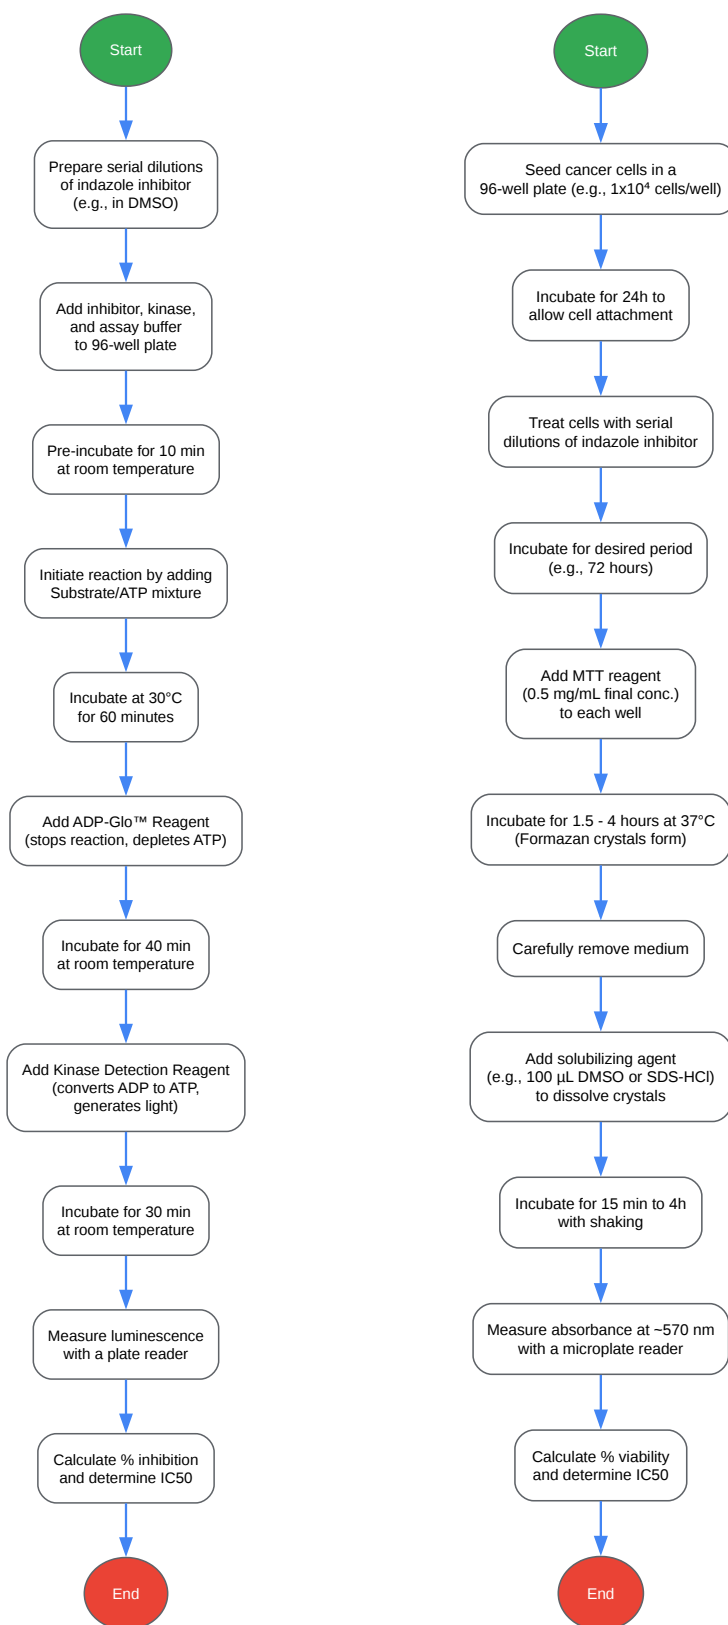 Start
Prepare serial dilutions
of indazole inhibitor
(e.g., in DMSO)
Add inhibitor, kinase,
and assay buffer
to 96-well plate
Pre-incubate for 10 min
at room temperature
Initiate reaction by adding
Substrate/ATP mixture
Incubate at 30°C
for 60 minutes
Add ADP-Glo™ Reagent
(stops reaction, depletes ATP)
Incubate for 40 min
at room temperature
Add Kinase Detection Reagent
(converts ADP to ATP,
generates light)
Incubate for 30 min
at room temperature
Measure luminescence
with a plate reader
Calculate % inhibition
and determine IC50
End
Start
Seed cancer cells in a
96-well plate (e.g., 1x10⁴ cells/well)
Incubate for 24h to
allow cell attachment
Treat cells with serial
dilutions of indazole inhibitor
Incubate for desired period
(e.g., 72 hours)
Add MTT reagent
(0.5 mg/mL final conc.)
to each well
Incubate for 1.5 - 4 hours at 37°C
(Formazan crystals form)
Carefully remove medium
Add solubilizing agent
(e.g., 100 µL DMSO or SDS-HCl)
to dissolve crystals
Incubate for 15 min to 4h
with shaking
Measure absorbance at ~570 nm
with a microplate reader
Calculate % viability
and determine IC50
End